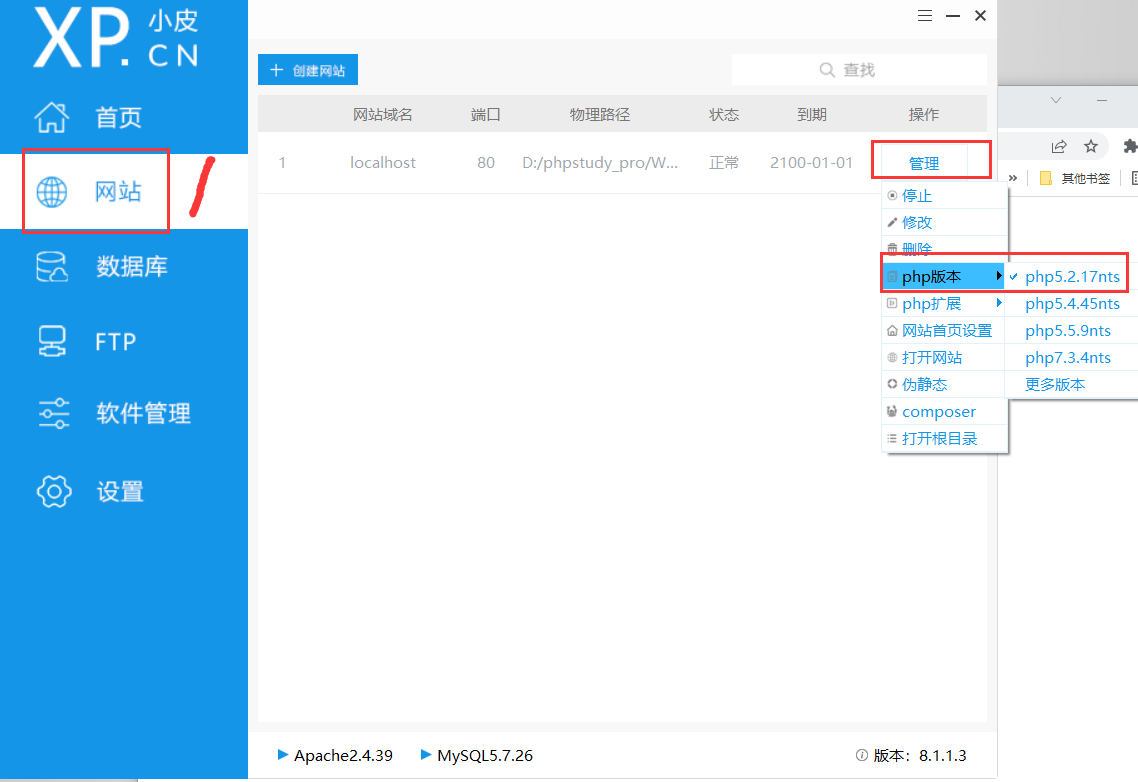 XP. 小皮
CN
首页
网站
数据库
FTP
软件管理
设置
创建网站
查找
网站域名 端口 物理路径 状态 到期 操作
1 localhost 80 D:/phpstudy_pro/W... 正常 2100-01-01 管理
停止
修改
删除
php版本
php扩展
网站首页设置
打开网站
伪静态
composer
打开根目录
php5.2.17nts
php5.4.45nts
php5.5.9nts
php7.3.4nts
更多版本
» 其他书签
Apache2.4.39 MySQL5.7.26 版本：8.1.1.3